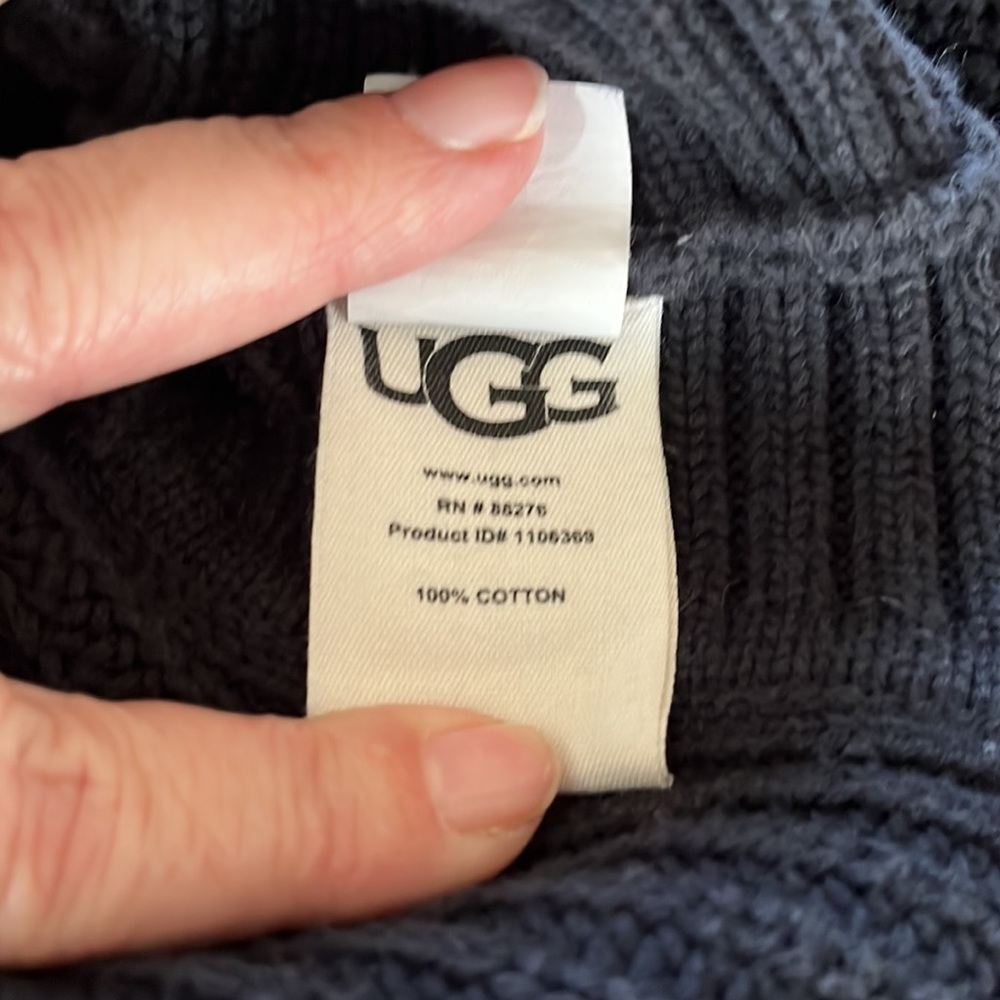 UGG
www.ugg.com
RN # 88276
Product ID# 1106369
100% COTTON